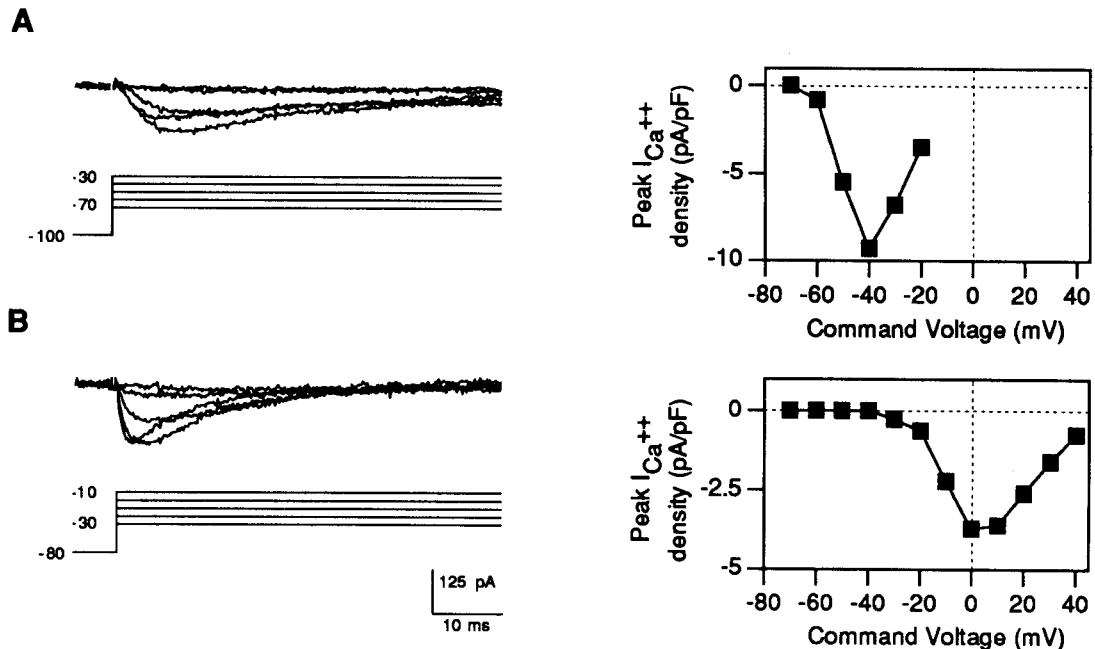 A
-30
-70
-100
Peak I Ca++
density (pA/pF)
0
-5
-10
-80 -60 -40 -20 0 20 40
Command Voltage (mV)
B
-10
-30
-80
125 pA
10 ms
Peak I Ca++
density (pA/pF)
0
-2.5
-5
-80 -60 -40 -20 0 20 40
Command Voltage (mV)